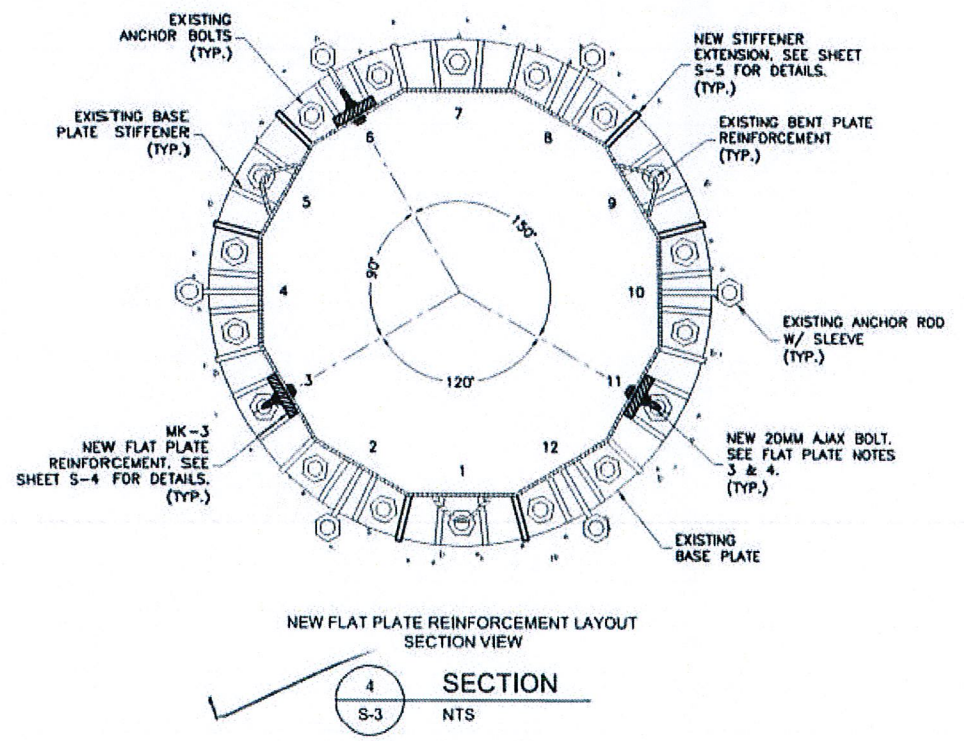 EXISTING
ANCHOR BOLTS
(TYP.)
NEW STIFFENER
EXTENSION. SEE SHEET
S-5 FOR DETAILS.
(TYP.)
EXISTING BASE
PLATE STIFFENER
(TYP.)
EXISTING BENT PLATE
REINFORCEMENT
(TYP.)
7
6
8
5
9
150°
90°
4
10
EXISTING ANCHOR ROD
W/ SLEEVE
(TYP.)
120°
3
11
MK-3
NEW FLAT PLATE
REINFORCEMENT. SEE
SHEET S-4 FOR DETAILS.
(TYP.)
NEW 20MM AJAX BOLT.
SEE FLAT PLATE NOTES
3 & 4.
(TYP.)
2
1
12
EXISTING
BASE PLATE
NEW FLAT PLATE REINFORCEMENT LAYOUT
SECTION VIEW
4
SECTION
S-3
NTS